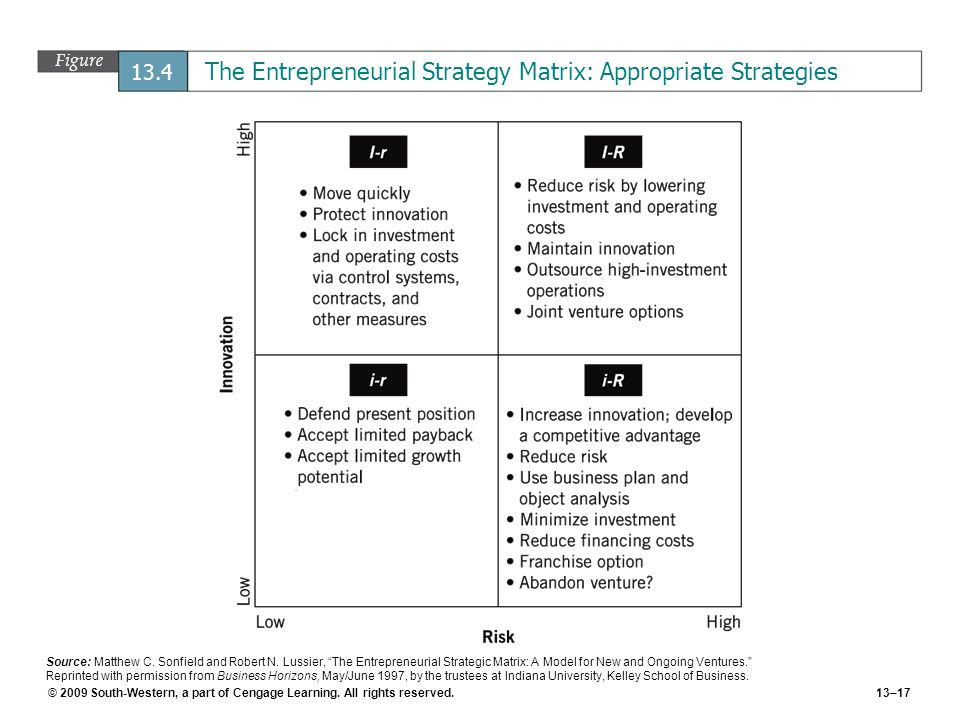 Figure
13.4
The Entrepreneurial Strategy Matrix: Appropriate Strategies
High
I-r
• Move quickly
• Protect innovation
• Lock in investment
and operating costs
via control systems,
contracts, and
other measures
I-R
• Reduce risk by lowering
investment and operating
costs
• Maintain innovation
• Outsource high-investment
operations
• Joint venture options
Innovation
i-r
• Defend present position
• Accept limited payback
• Accept limited growth
potential
i-R
• Increase innovation; develop
a competitive advantage
• Reduce risk
• Use business plan and
object analysis
• Minimize investment
• Reduce financing costs
• Franchise option
• Abandon venture?
Low
Low
High
Risk
Source: Matthew C. Sonfield and Robert N. Lussier, “The Entrepreneurial Strategic Matrix: A Model for New and Ongoing Ventures.”
Reprinted with permission from Business Horizons, May/June 1997, by the trustees at Indiana University, Kelley School of Business.
© 2009 South-Western, a part of Cengage Learning. All rights reserved.
13–17